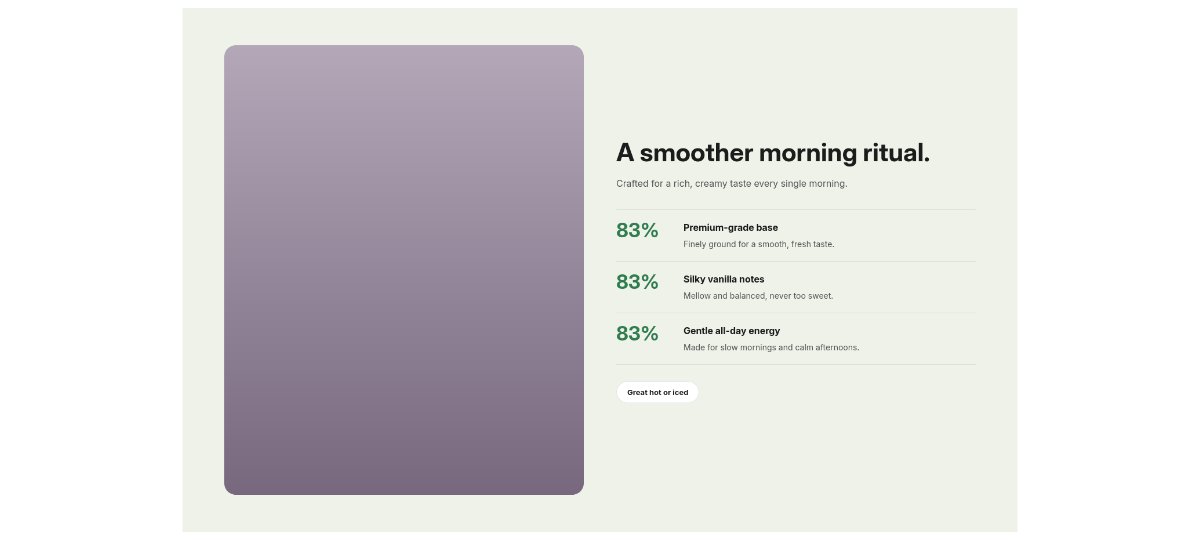 A smoother morning ritual.
Crafted for a rich, creamy taste every single morning.
83%
Premium-grade base
Finely ground for a smooth, fresh taste.
83%
Silky vanilla notes
Mellow and balanced, never too sweet.
83%
Gentle all-day energy
Made for slow mornings and calm afternoons.
Great hot or iced